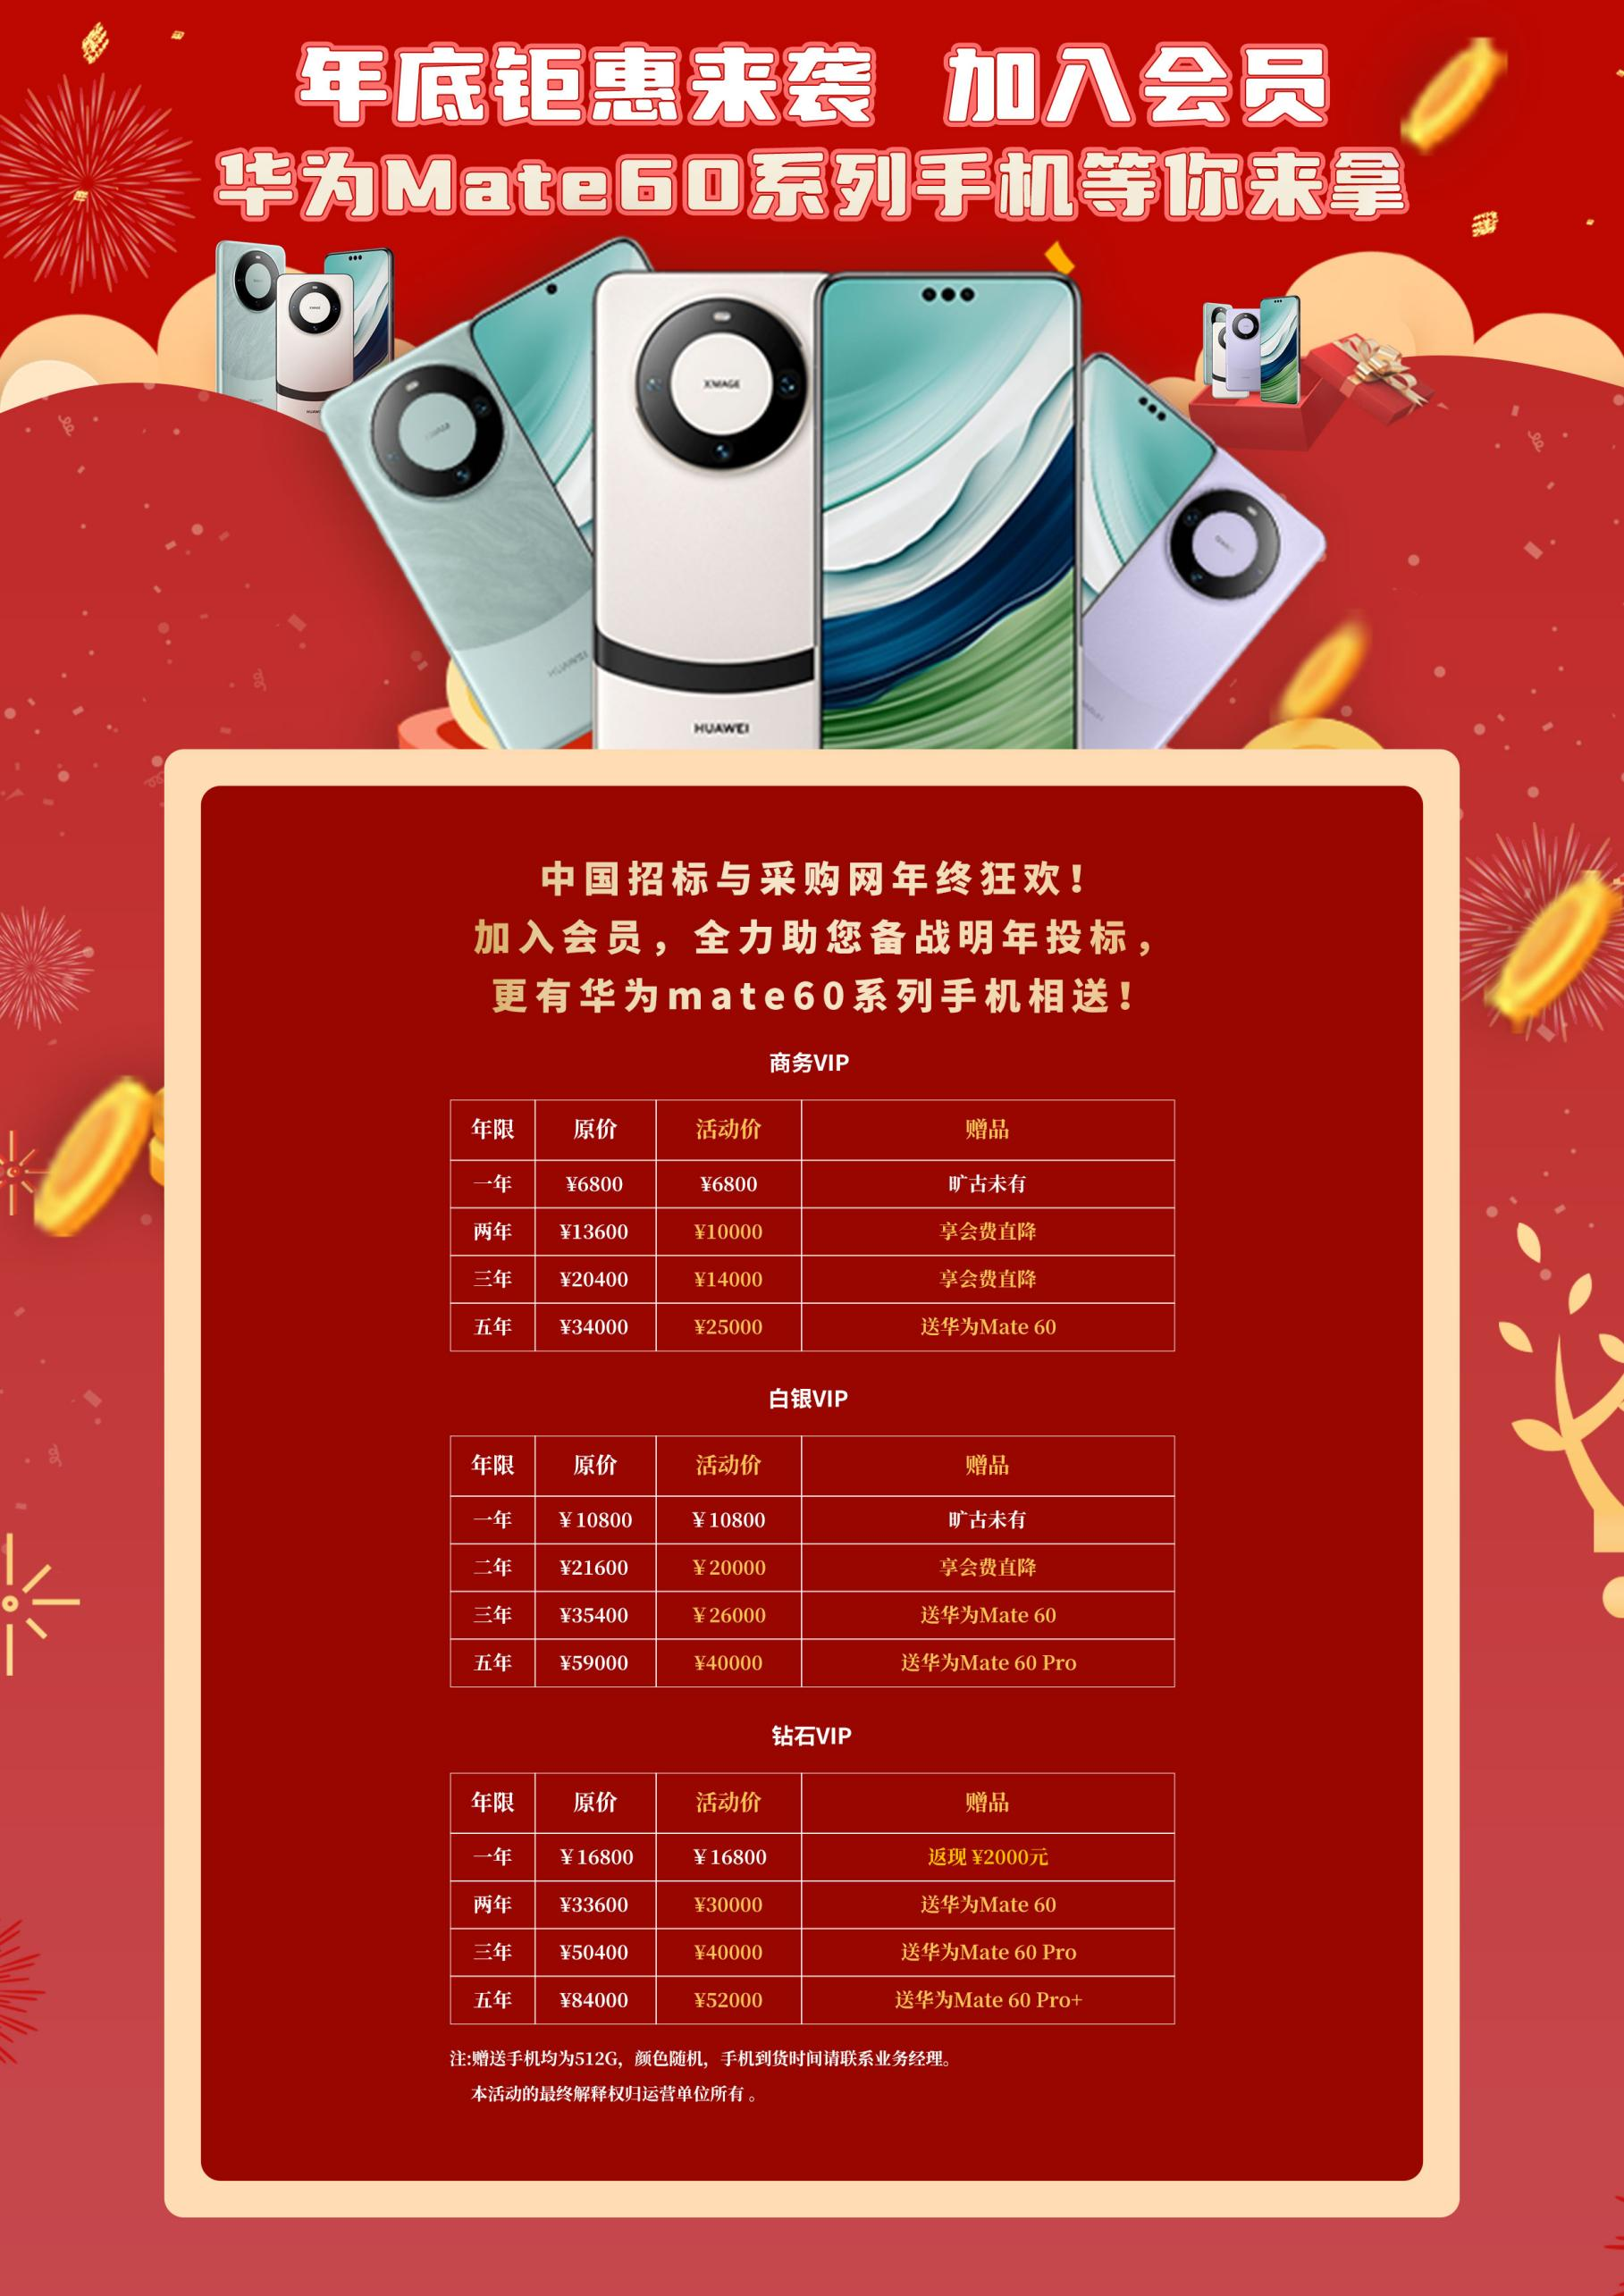 年底钜惠来袭 加入会员
华为Mate60系列手机等你来拿
XMAGE
HUAWEI
HUAWEI
中国招标与采购网年终狂欢！
加入会员，全力助您备战明年投标，
更有华为mate60系列手机相送！
商务VIP
年限 原价 活动价 赠品
一年 ¥6800 ¥6800 旷古未有
两年 ¥13600 ¥10000 享会费直降
三年 ¥20400 ¥14000 享会费直降
五年 ¥34000 ¥25000 送华为Mate 60
白银VIP
年限 原价 活动价 赠品
一年 ¥10800 ¥10800 旷古未有
二年 ¥21600 ¥20000 享会费直降
三年 ¥35400 ¥26000 送华为Mate 60
五年 ¥59000 ¥40000 送华为Mate 60 Pro
钻石VIP
年限 原价 活动价 赠品
一年 ¥16800 ¥16800 返现 ¥2000元
两年 ¥33600 ¥30000 送华为Mate 60
三年 ¥50400 ¥40000 送华为Mate 60 Pro
五年 ¥84000 ¥52000 送华为Mate 60 Pro+
注:赠送手机均为512G，颜色随机，手机到货时间请联系业务经理。
本活动的最终解释权归运营单位所有 。